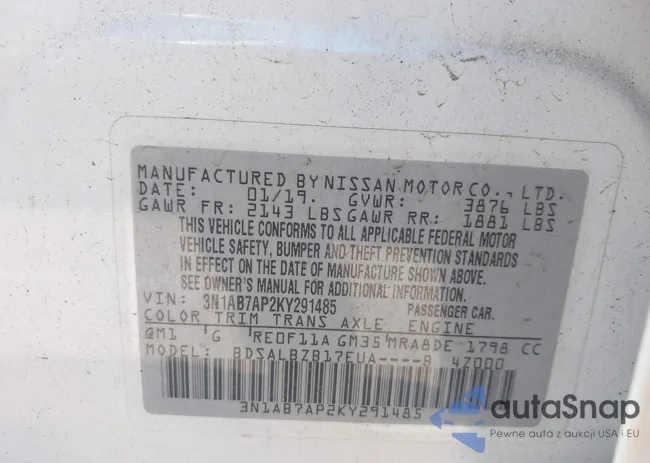 MANUFACTURED BY NISSAN MOTOR CO., LTD.
DATE: 01/19. GVWR: 3876 LBS
GAWR FR: 2143 LBS GAWR RR: 1881 LBS
THIS VEHICLE CONFORMS TO ALL APPLICABLE FEDERAL MOTOR
VEHICLE SAFETY, BUMPER AND THEFT PREVENTION STANDARDS
IN EFFECT ON THE DATE OF MANUFACTURE SHOWN ABOVE.
SEE OWNER'S MANUAL FOR ADDITIONAL INFORMATION
VIN: 3N1AB7AP2KY291485 PASSENGER CAR.
COLOR TRIM TRANS AXLE ENGINE
QM1 G RE0F11A GM35 MRA8DE 1798 CC
MODEL: BDSALBZB17EUA----B 4Z000
3N1AB7AP2KY291485
autoSnap
Pewne auta z aukcji USA i EU